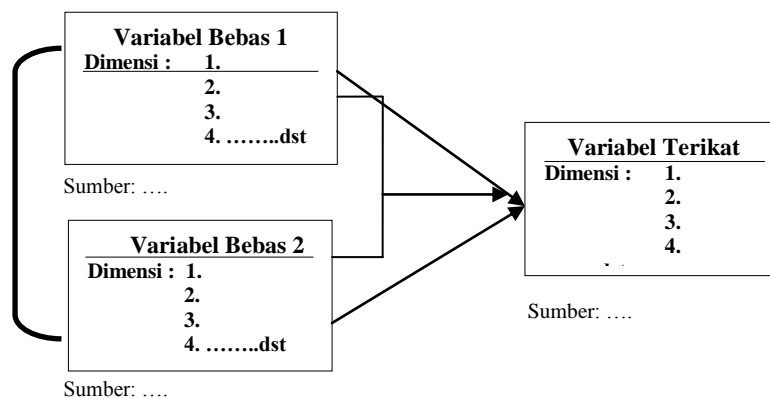 Variabel Bebas 1
Dimensi : 1.
2.
3.
4. ……..dst
Sumber: ….
Variabel Bebas 2
Dimensi : 1.
2.
3.
4. ……..dst
Sumber: ….
Variabel Terikat
Dimensi : 1.
2.
3.
4.
Sumber: ….